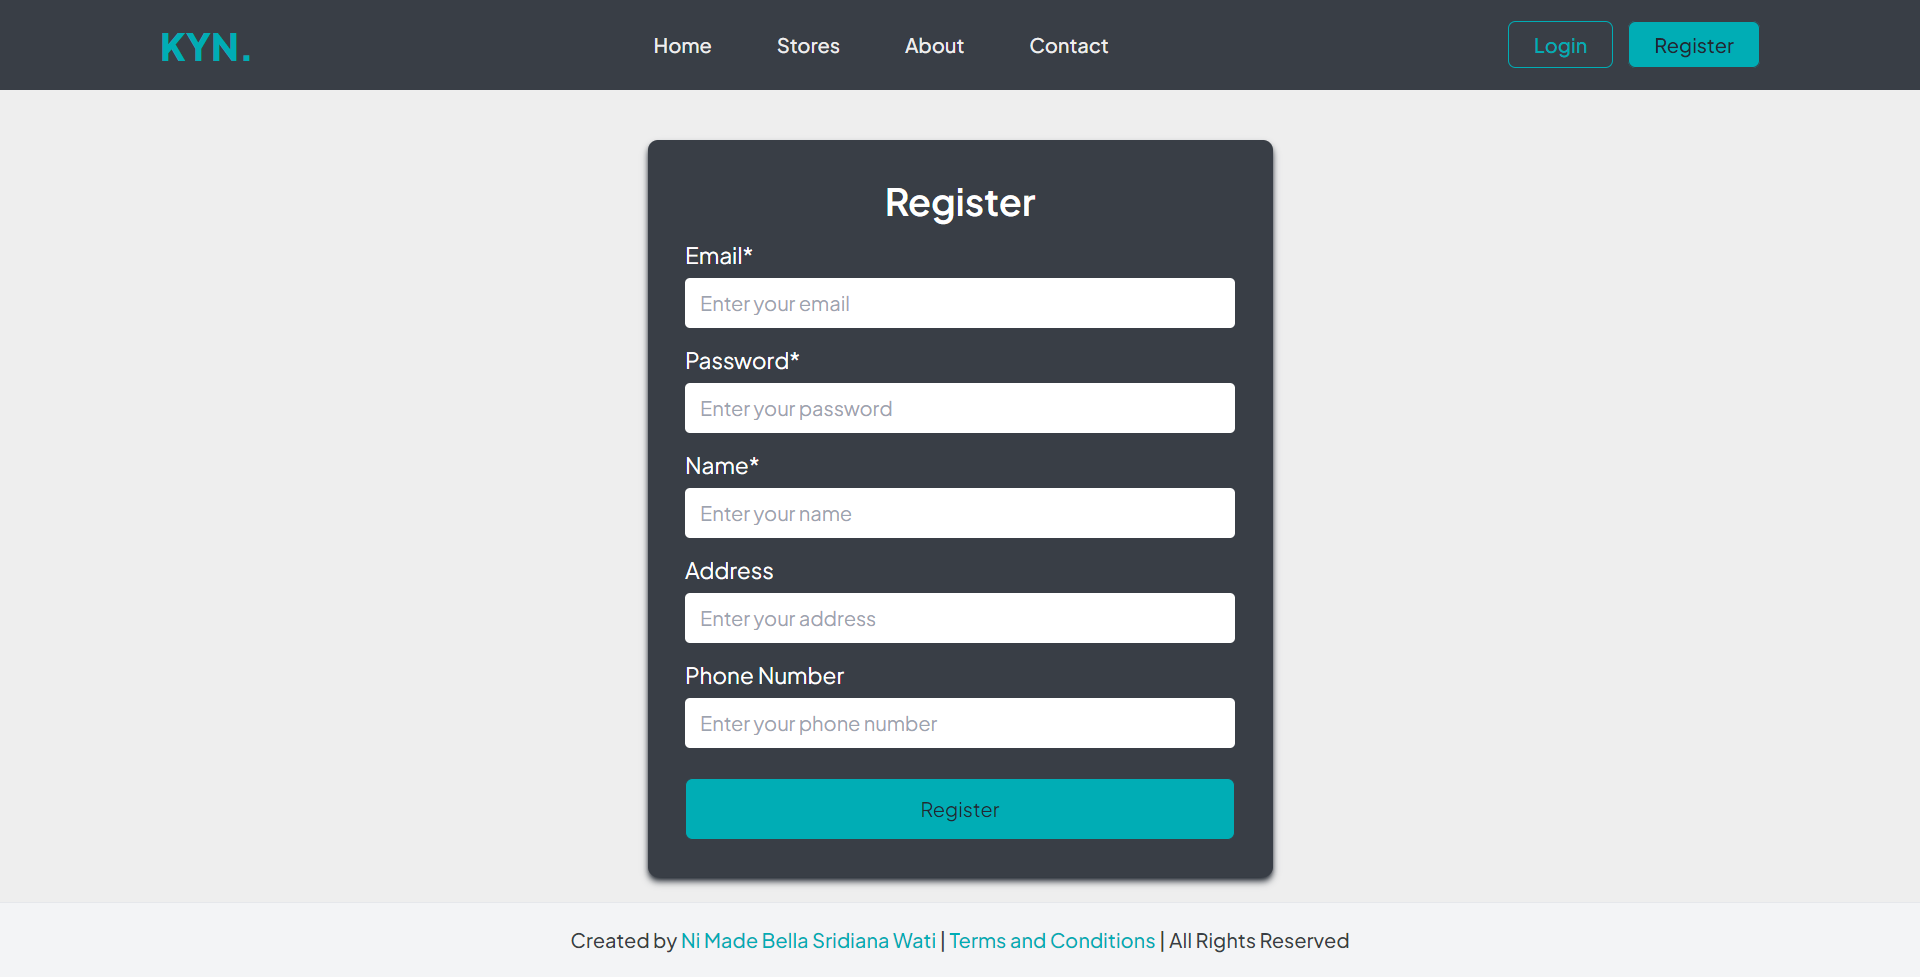 KYN. Home Stores About Contact Login Register
Register
Email*
Enter your email
Password*
Enter your password
Name*
Enter your name
Address
Enter your address
Phone Number
Enter your phone number
Register
Created by Ni Made Bella Sridiana Wati | Terms and Conditions | All Rights Reserved